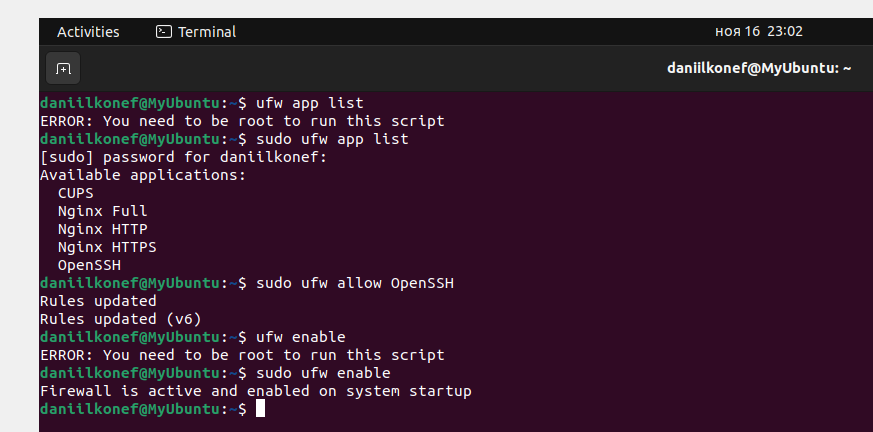 Activities Terminal ноя 16 23:02
daniilkonef@MyUbuntu: ~
daniilkonef@MyUbuntu:~$ ufw app list
ERROR: You need to be root to run this script
daniilkonef@MyUbuntu:~$ sudo ufw app list
[sudo] password for daniilkonef:
Available applications:
  CUPS
  Nginx Full
  Nginx HTTP
  Nginx HTTPS
  OpenSSH
daniilkonef@MyUbuntu:~$ sudo ufw allow OpenSSH
Rules updated
Rules updated (v6)
daniilkonef@MyUbuntu:~$ ufw enable
ERROR: You need to be root to run this script
daniilkonef@MyUbuntu:~$ sudo ufw enable
Firewall is active and enabled on system startup
daniilkonef@MyUbuntu:~$